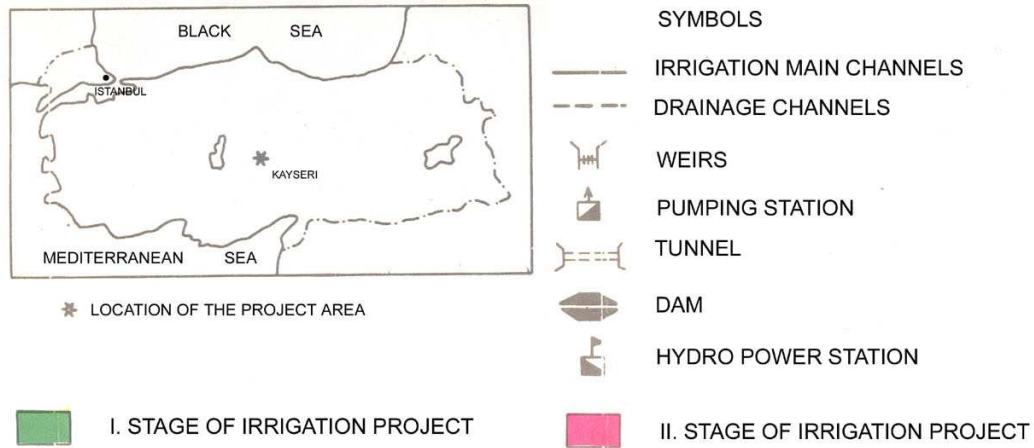 BLACK SEA
ISTANBUL
KAYSERI
MEDITERRANEAN SEA
LOCATION OF THE PROJECT AREA
I. STAGE OF IRRIGATION PROJECT
SYMBOLS
IRRIGATION MAIN CHANNELS
DRAINAGE CHANNELS
WEIRS
PUMPING STATION
TUNNEL
DAM
HYDRO POWER STATION
II. STAGE OF IRRIGATION PROJECT